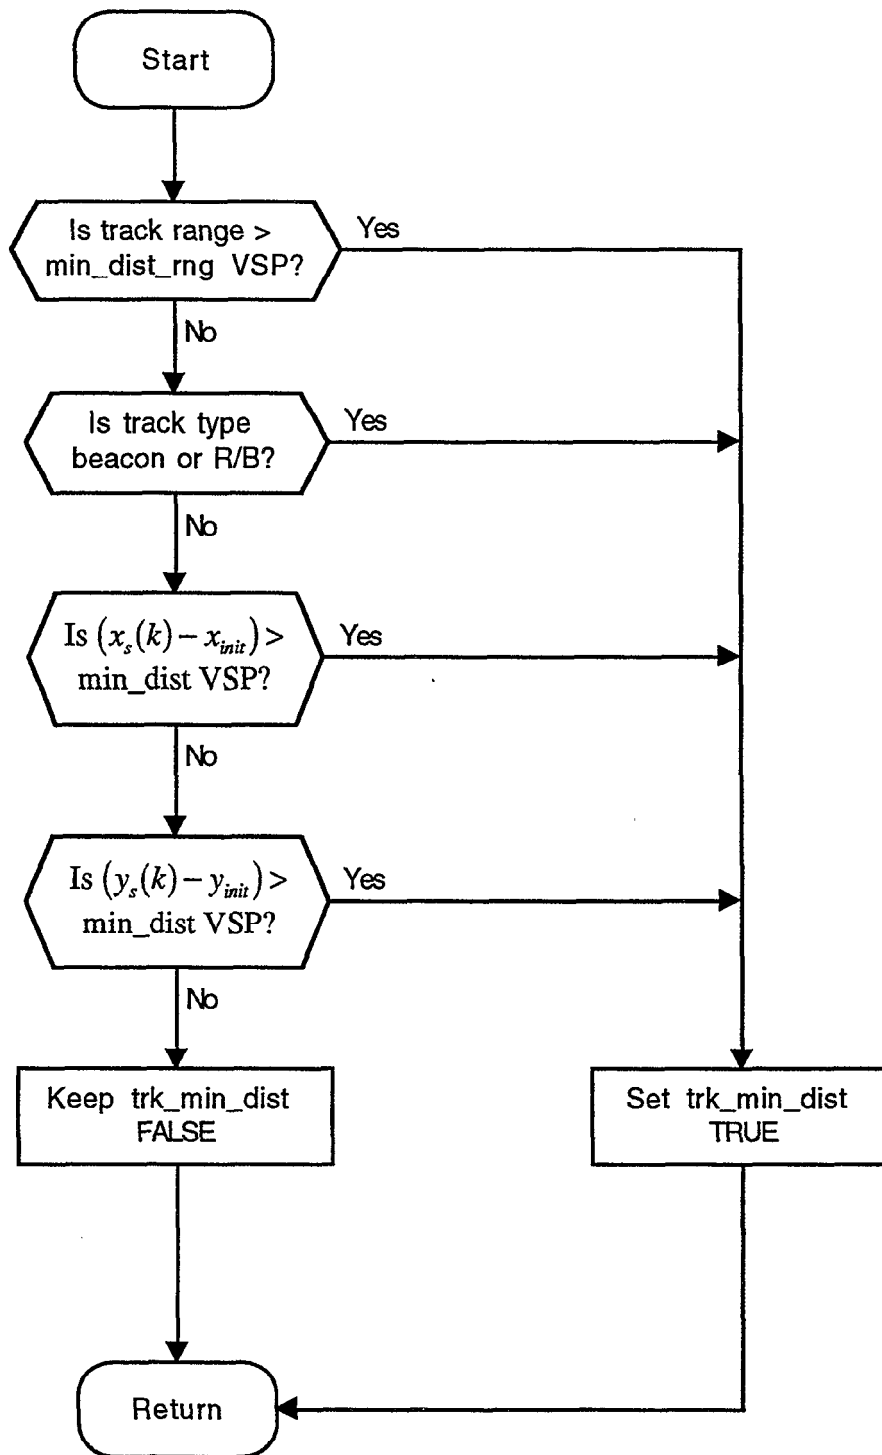 Start
Is track range >
min_dist_rng VSP?
Yes
No
Is track type
beacon or R/B?
Yes
No
Is (x_s(k) − x_init) >
min_dist VSP?
Yes
No
Is (y_s(k) − y_init) >
min_dist VSP?
Yes
No
Keep trk_min_dist
FALSE
Set trk_min_dist
TRUE
Return